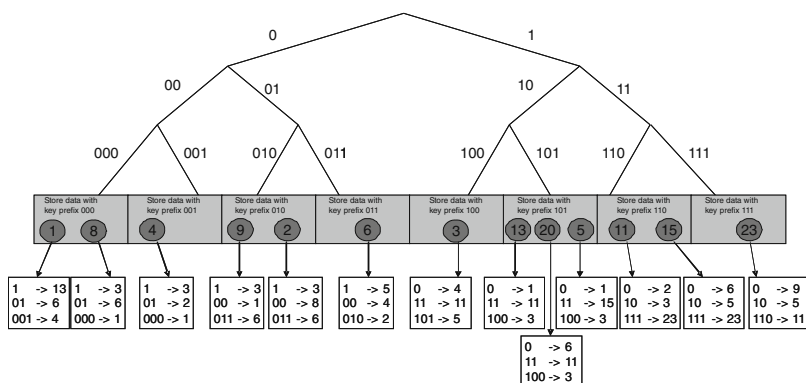 0
1
00
01
10
11
000
001
010
011
100
101
110
111
Store data with
key prefix 000
Store data with
key prefix 001
Store data with
key prefix 010
Store data with
key prefix 011
Store data with
key prefix 100
Store data with
key prefix 101
Store data with
key prefix 110
Store data with
key prefix 111
1
8
4
9
2
6
3
13
20
5
11
15
23
1 -> 13
01 -> 6
001 -> 4
1 -> 3
01 -> 6
000 -> 1
1 -> 3
01 -> 2
000 -> 1
1 -> 3
00 -> 1
011 -> 6
1 -> 3
00 -> 8
011 -> 6
1 -> 5
00 -> 4
010 -> 2
0 -> 4
11 -> 11
101 -> 5
0 -> 1
11 -> 11
100 -> 3
0 -> 1
11 -> 15
100 -> 3
0 -> 2
10 -> 3
111 -> 23
0 -> 6
10 -> 5
111 -> 23
0 -> 9
10 -> 5
110 -> 11
0 -> 6
11 -> 11
100 -> 3